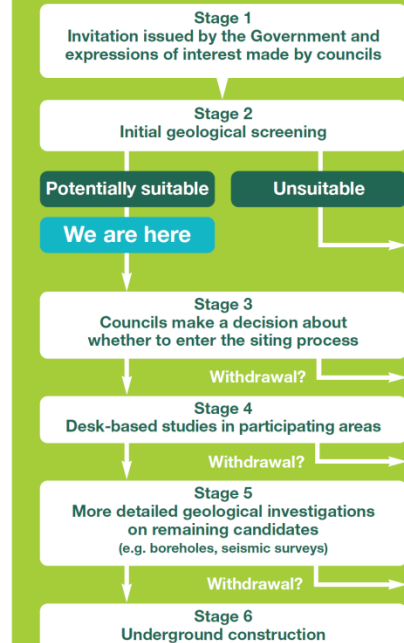 Stage 1
Invitation issued by the Government and
expressions of interest made by councils
Stage 2
Initial geological screening
Potentially suitable
Unsuitable
We are here
Stage 3
Councils make a decision about
whether to enter the siting process
Withdrawal?
Stage 4
Desk-based studies in participating areas
Withdrawal?
Stage 5
More detailed geological investigations
on remaining candidates
(e.g. boreholes, seismic surveys)
Withdrawal?
Stage 6
Underground construction